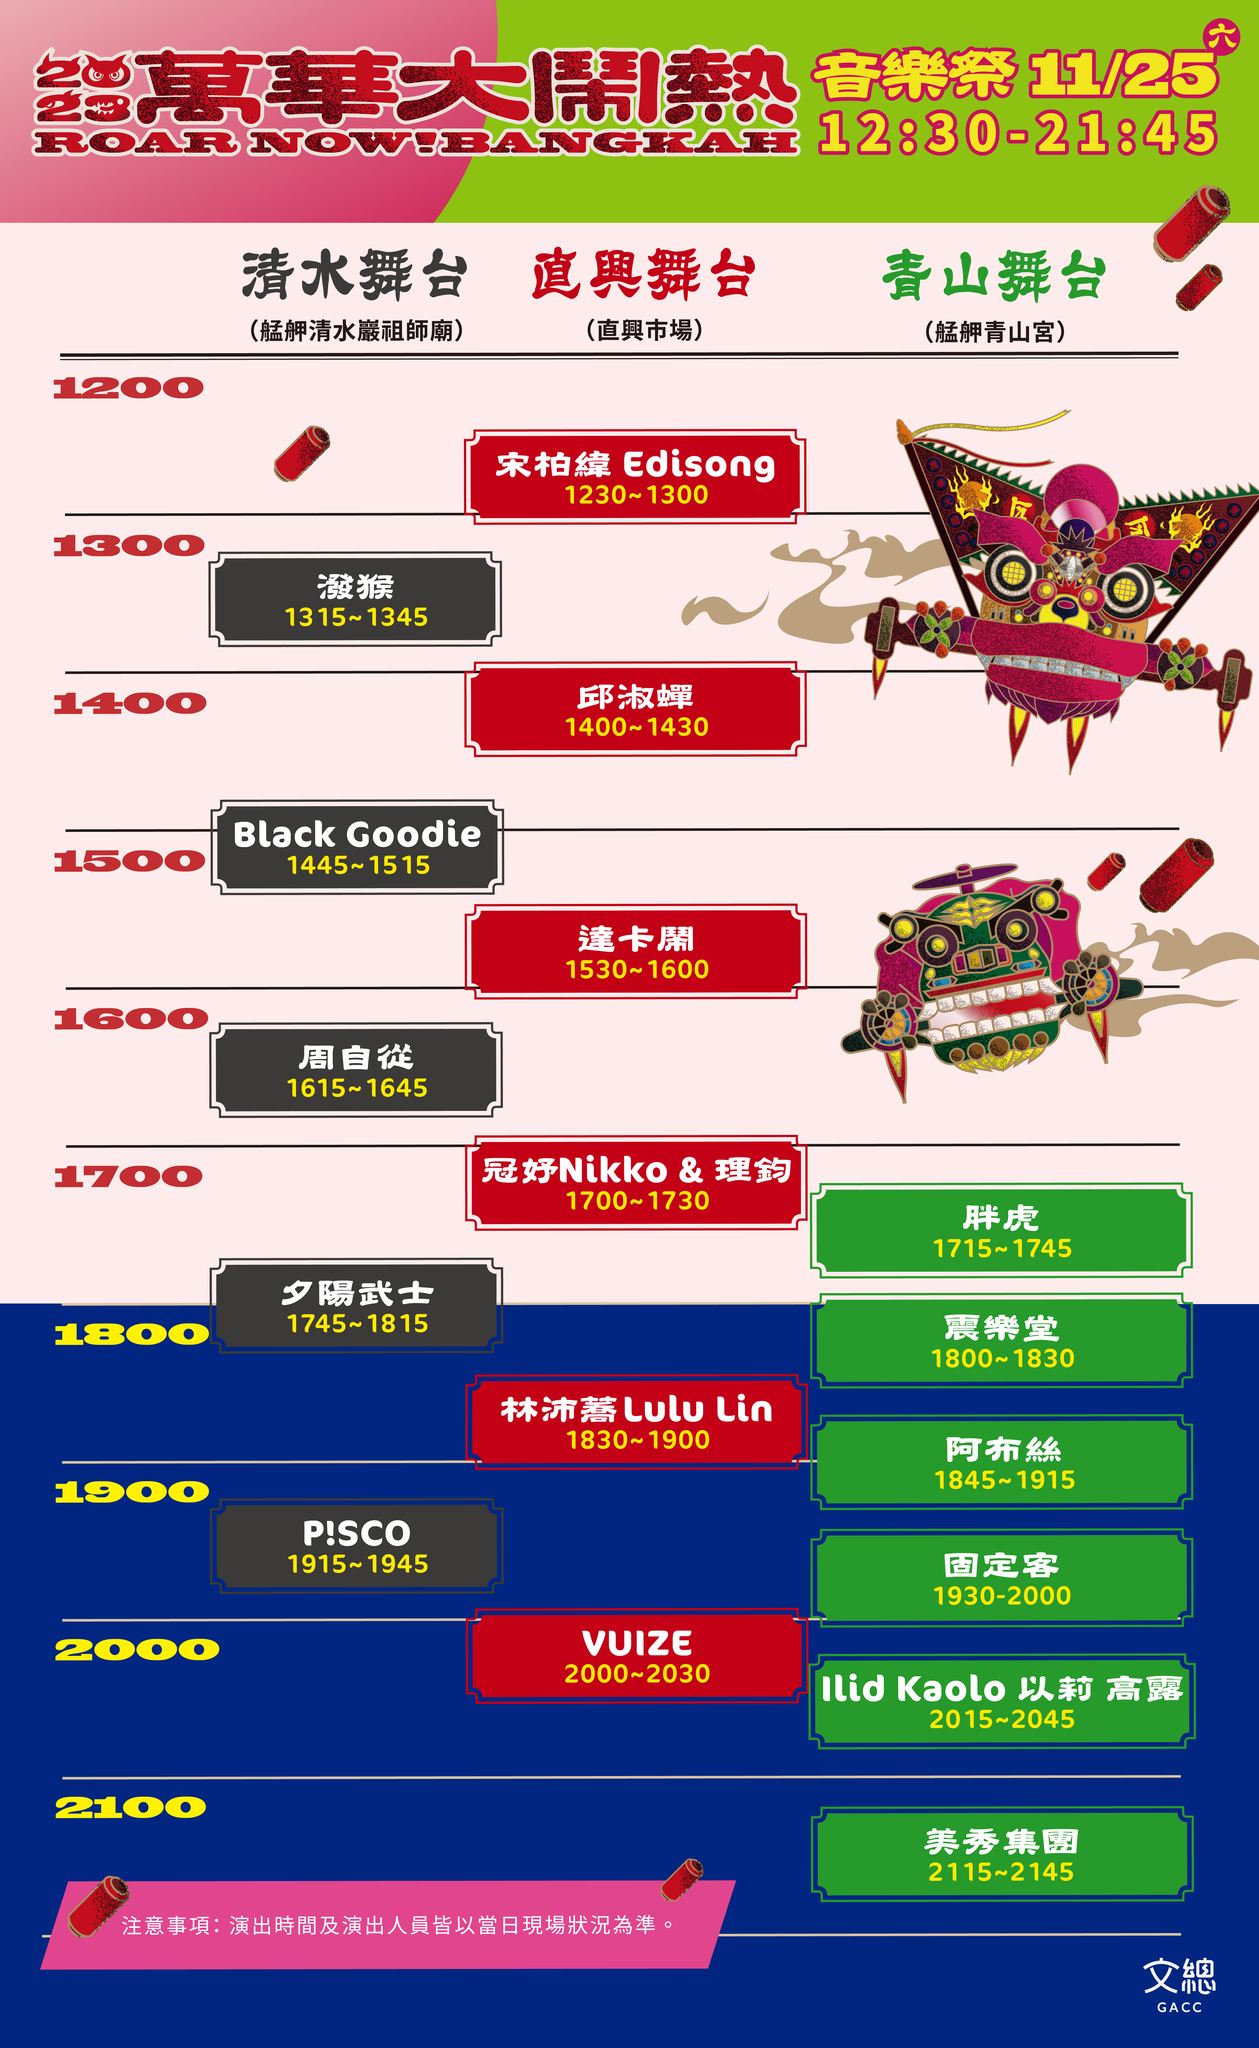 2023 萬華大鬧熱
ROAR NOW! BANGKAH
音樂祭 11/25 六
12:30-21:45
清水舞台
(艋舺清水巖祖師廟)
直興舞台
(直興市場)
青山舞台
(艋舺青山宮)
1200
宋柏緯 Edisong
1230~1300
1300
潑猴
1315~1345
1400
邱淑蟬
1400~1430
Black Goodie
1445~1515
1500
達卡鬧
1530~1600
1600
周自從
1615~1645
1700
冠妤Nikko & 理鈞
1700~1730
胖虎
1715~1745
夕陽武士
1745~1815
1800
震樂堂
1800~1830
林沛蕎Lulu Lin
1830~1900
阿布絲
1845~1915
1900
P!SCO
1915~1945
固定客
1930-2000
2000
VUIZE
2000~2030
Ilid Kaolo 以莉 高露
2015~2045
2100
美秀集團
2115~2145
注意事項：演出時間及演出人員皆以當日現場狀況為準。
文總
GACC